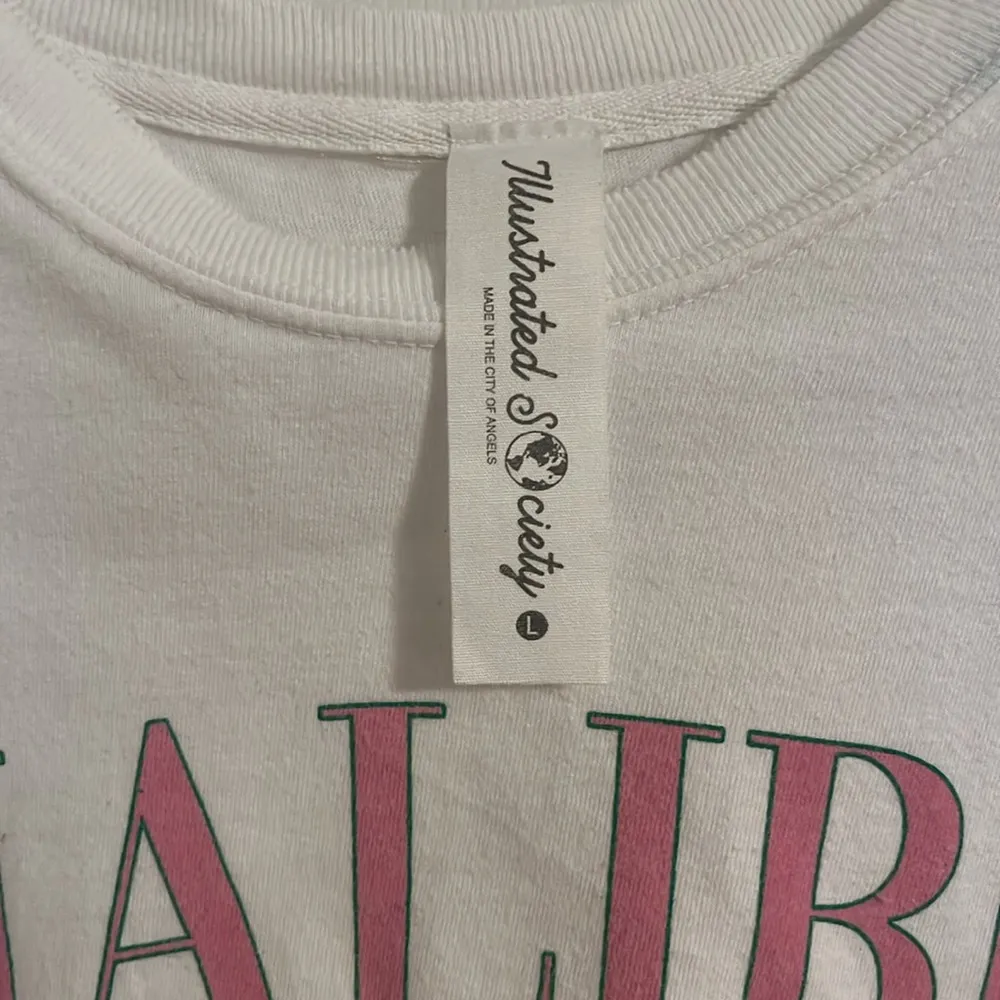 Illustrated Society L
MADE IN THE CITY OF ANGELS
ALIB